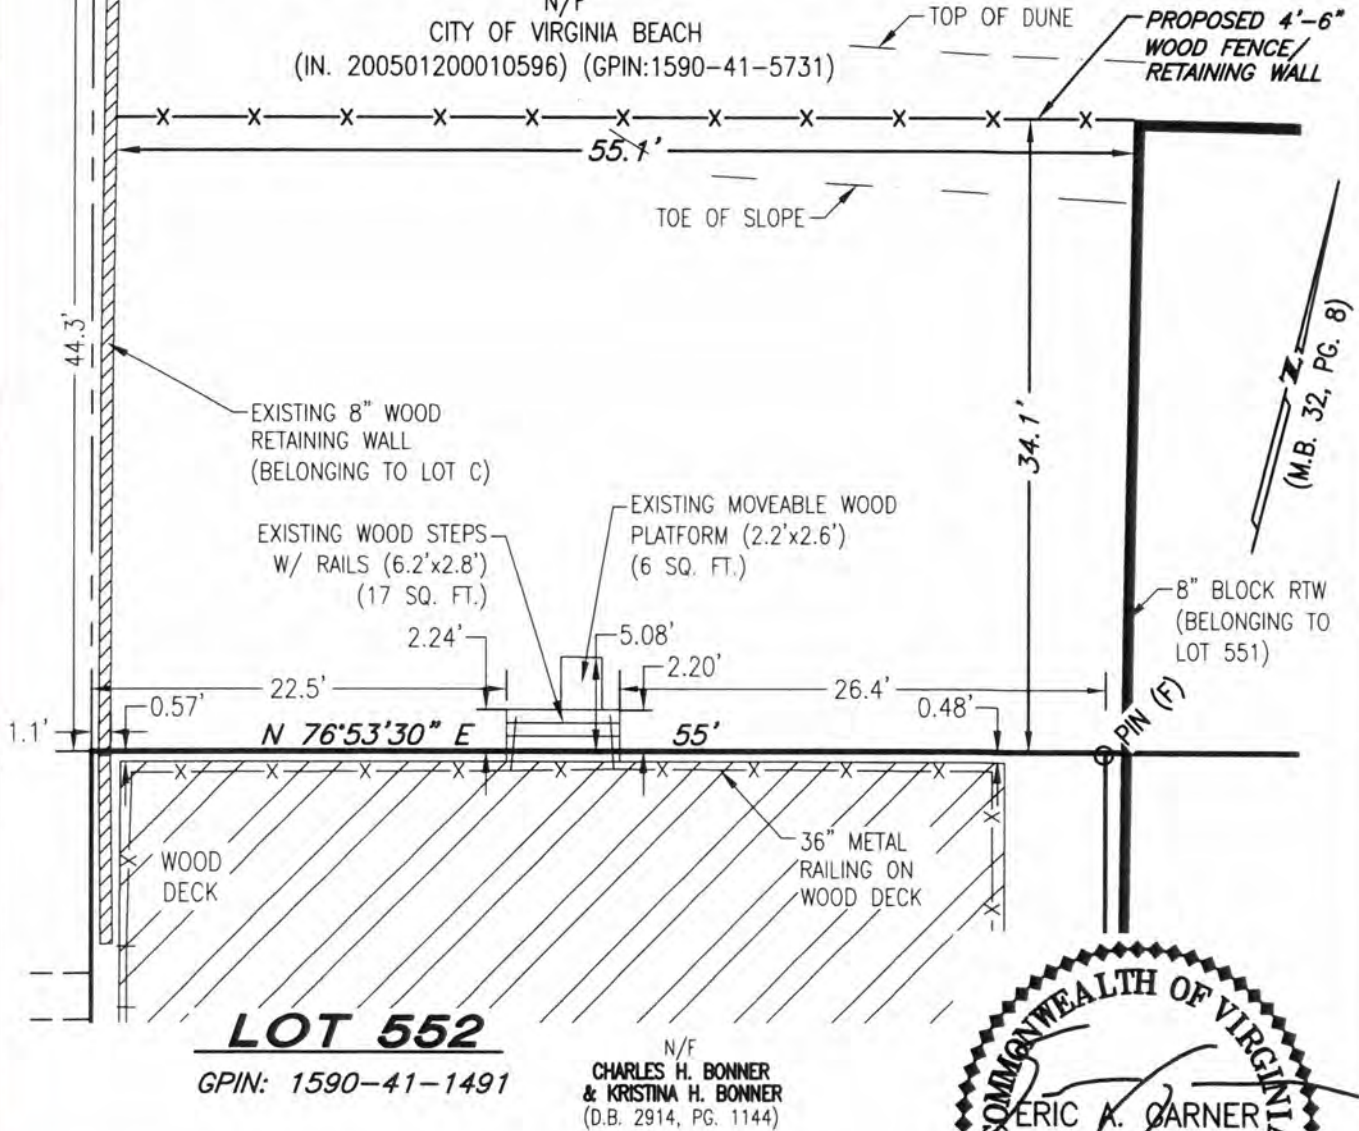 N/F
CITY OF VIRGINIA BEACH
(IN. 200501200010596) (GPIN:1590-41-5731)
TOP OF DUNE
PROPOSED 4'-6"
WOOD FENCE/
RETAINING WALL
55.1'
TOE OF SLOPE
44.3'
34.1'
N
(M.B. 32, PG. 8)
EXISTING 8" WOOD
RETAINING WALL
(BELONGING TO LOT C)
EXISTING WOOD STEPS
W/ RAILS (6.2'x2.8')
(17 SQ. FT.)
EXISTING MOVEABLE WOOD
PLATFORM (2.2'x2.6')
(6 SQ. FT.)
8" BLOCK RTW
(BELONGING TO
LOT 551)
2.24'
5.08'
2.20'
22.5'
26.4'
0.57'
0.48'
1.1'
N 76°53'30" E
55'
PIN (F)
WOOD
DECK
36" METAL
RAILING ON
WOOD DECK
LOT 552
GPIN: 1590-41-1491
N/F
CHARLES H. BONNER
& KRISTINA H. BONNER
(D.B. 2914, PG. 1144)
COMMONWEALTH OF VIRGINIA
ERIC A. GARNER